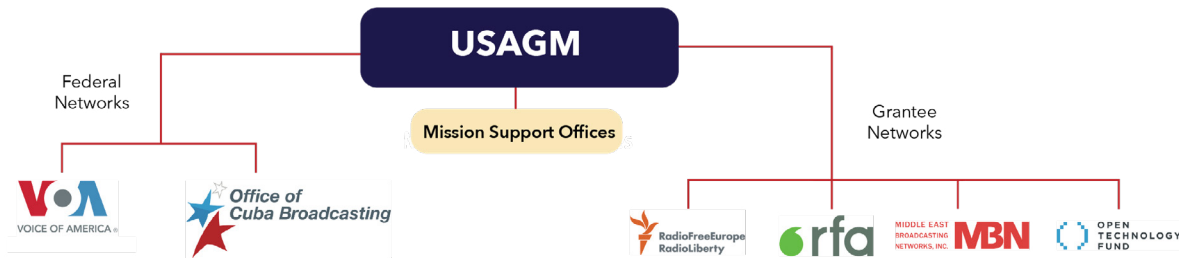 USAGM
Federal
Networks
Mission Support Offices
Grantee
Networks
VOA
VOICE OF AMERICA®
Office of
Cuba Broadcasting
RadioFreeEurope
RadioLiberty
rfa
MIDDLE EAST
BROADCASTING
NETWORKS, INC.
MBN
OPEN
TECHNOLOGY
FUND